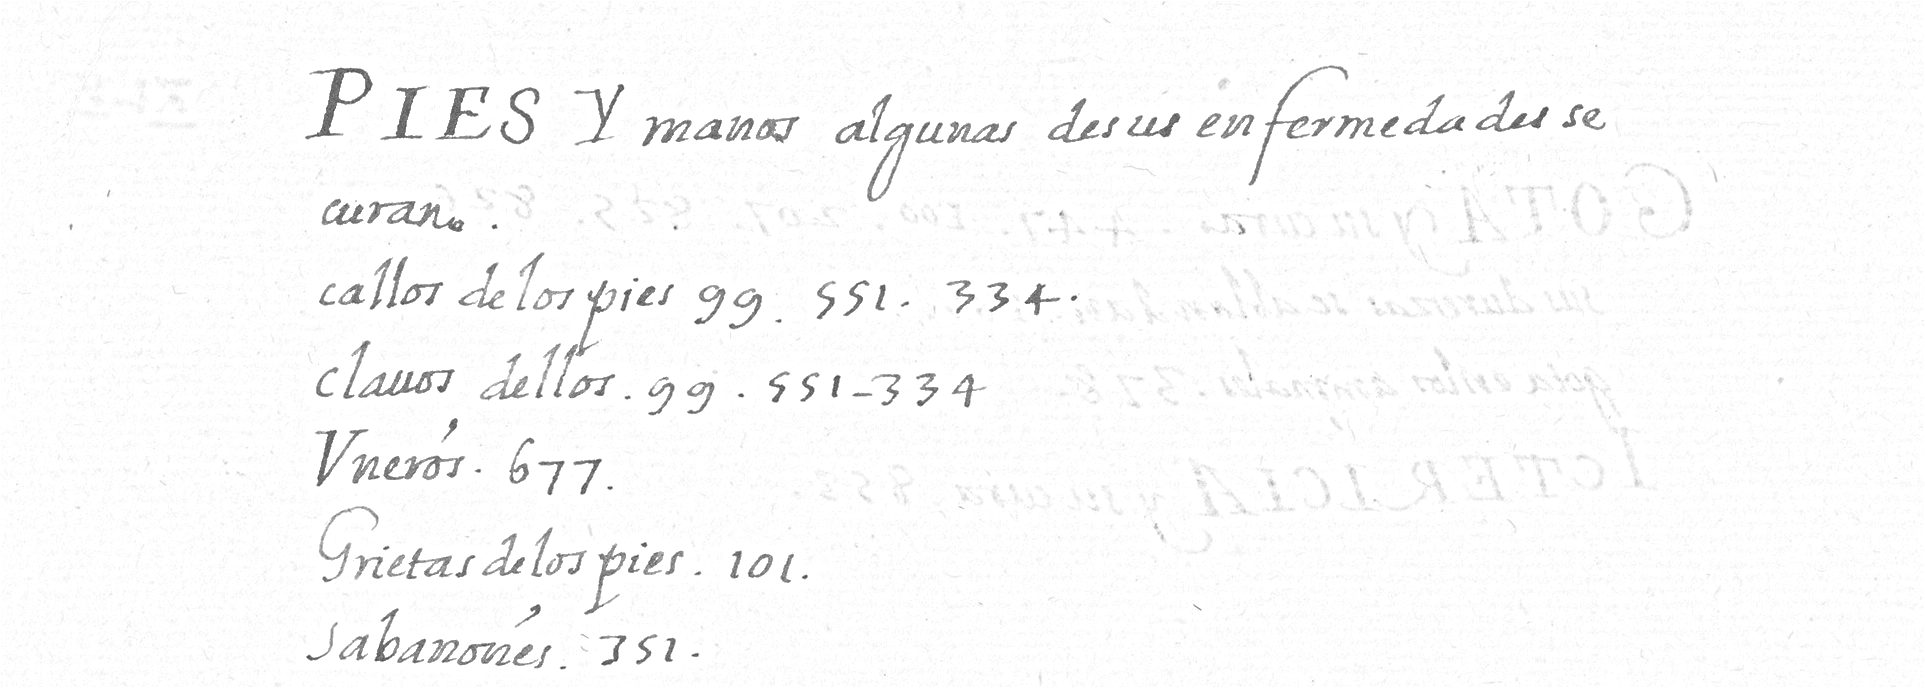 PIES Y manos algunas desus enfermedades se
curan.
callos delos pies 99. 551. 334.
clauos dellos. 99. 551-334
Vnerós. 677.
Grietas delos pies. 101.
sabanonés. 351.